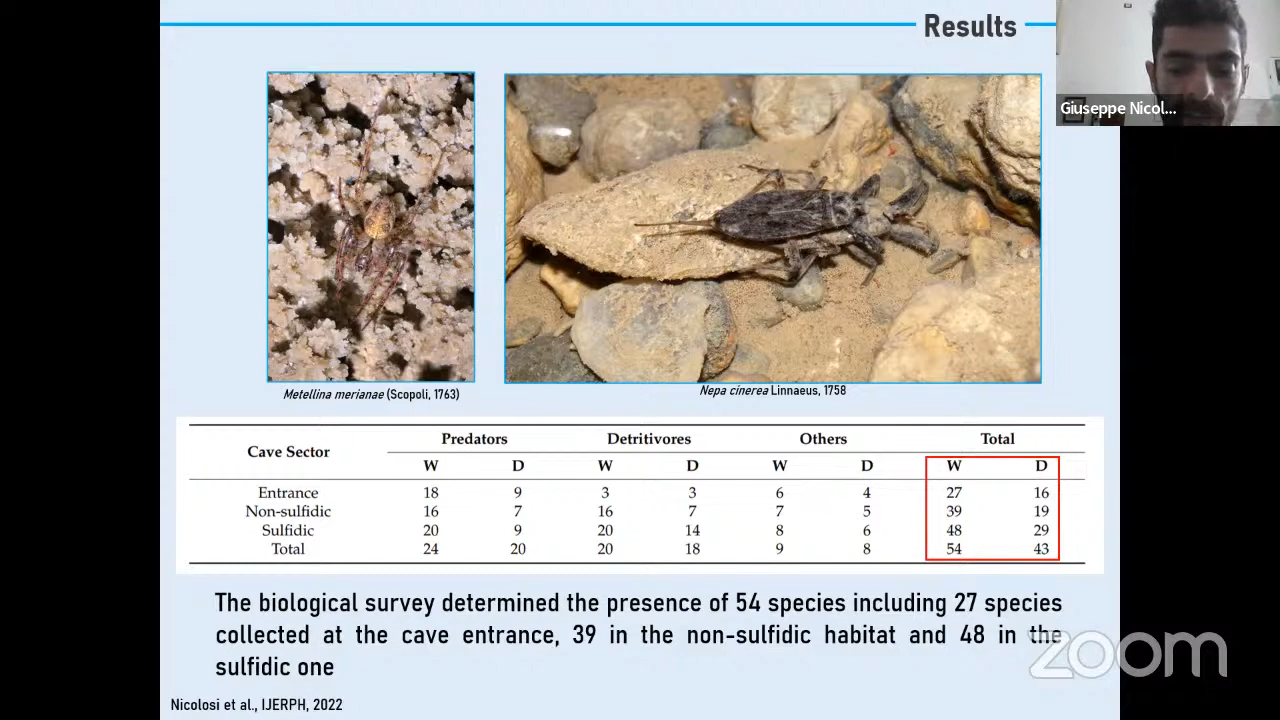 Results
Giuseppe Nicol...
Metellina merianae (Scopoli, 1763)
Nepa cinerea Linnaeus, 1758
Cave Sector Predators Detritivores Others Total
W D W D W D W D
Entrance 18 9 3 3 6 4 27 16
Non-sulfidic 16 7 16 7 7 5 39 19
Sulfidic 20 9 20 14 8 6 48 29
Total 24 20 20 18 9 8 54 43
The biological survey determined the presence of 54 species including 27 species
collected at the cave entrance, 39 in the non-sulfidic habitat and 48 in the
sulfidic one
zoom
Nicolosi et al., IJERPH, 2022